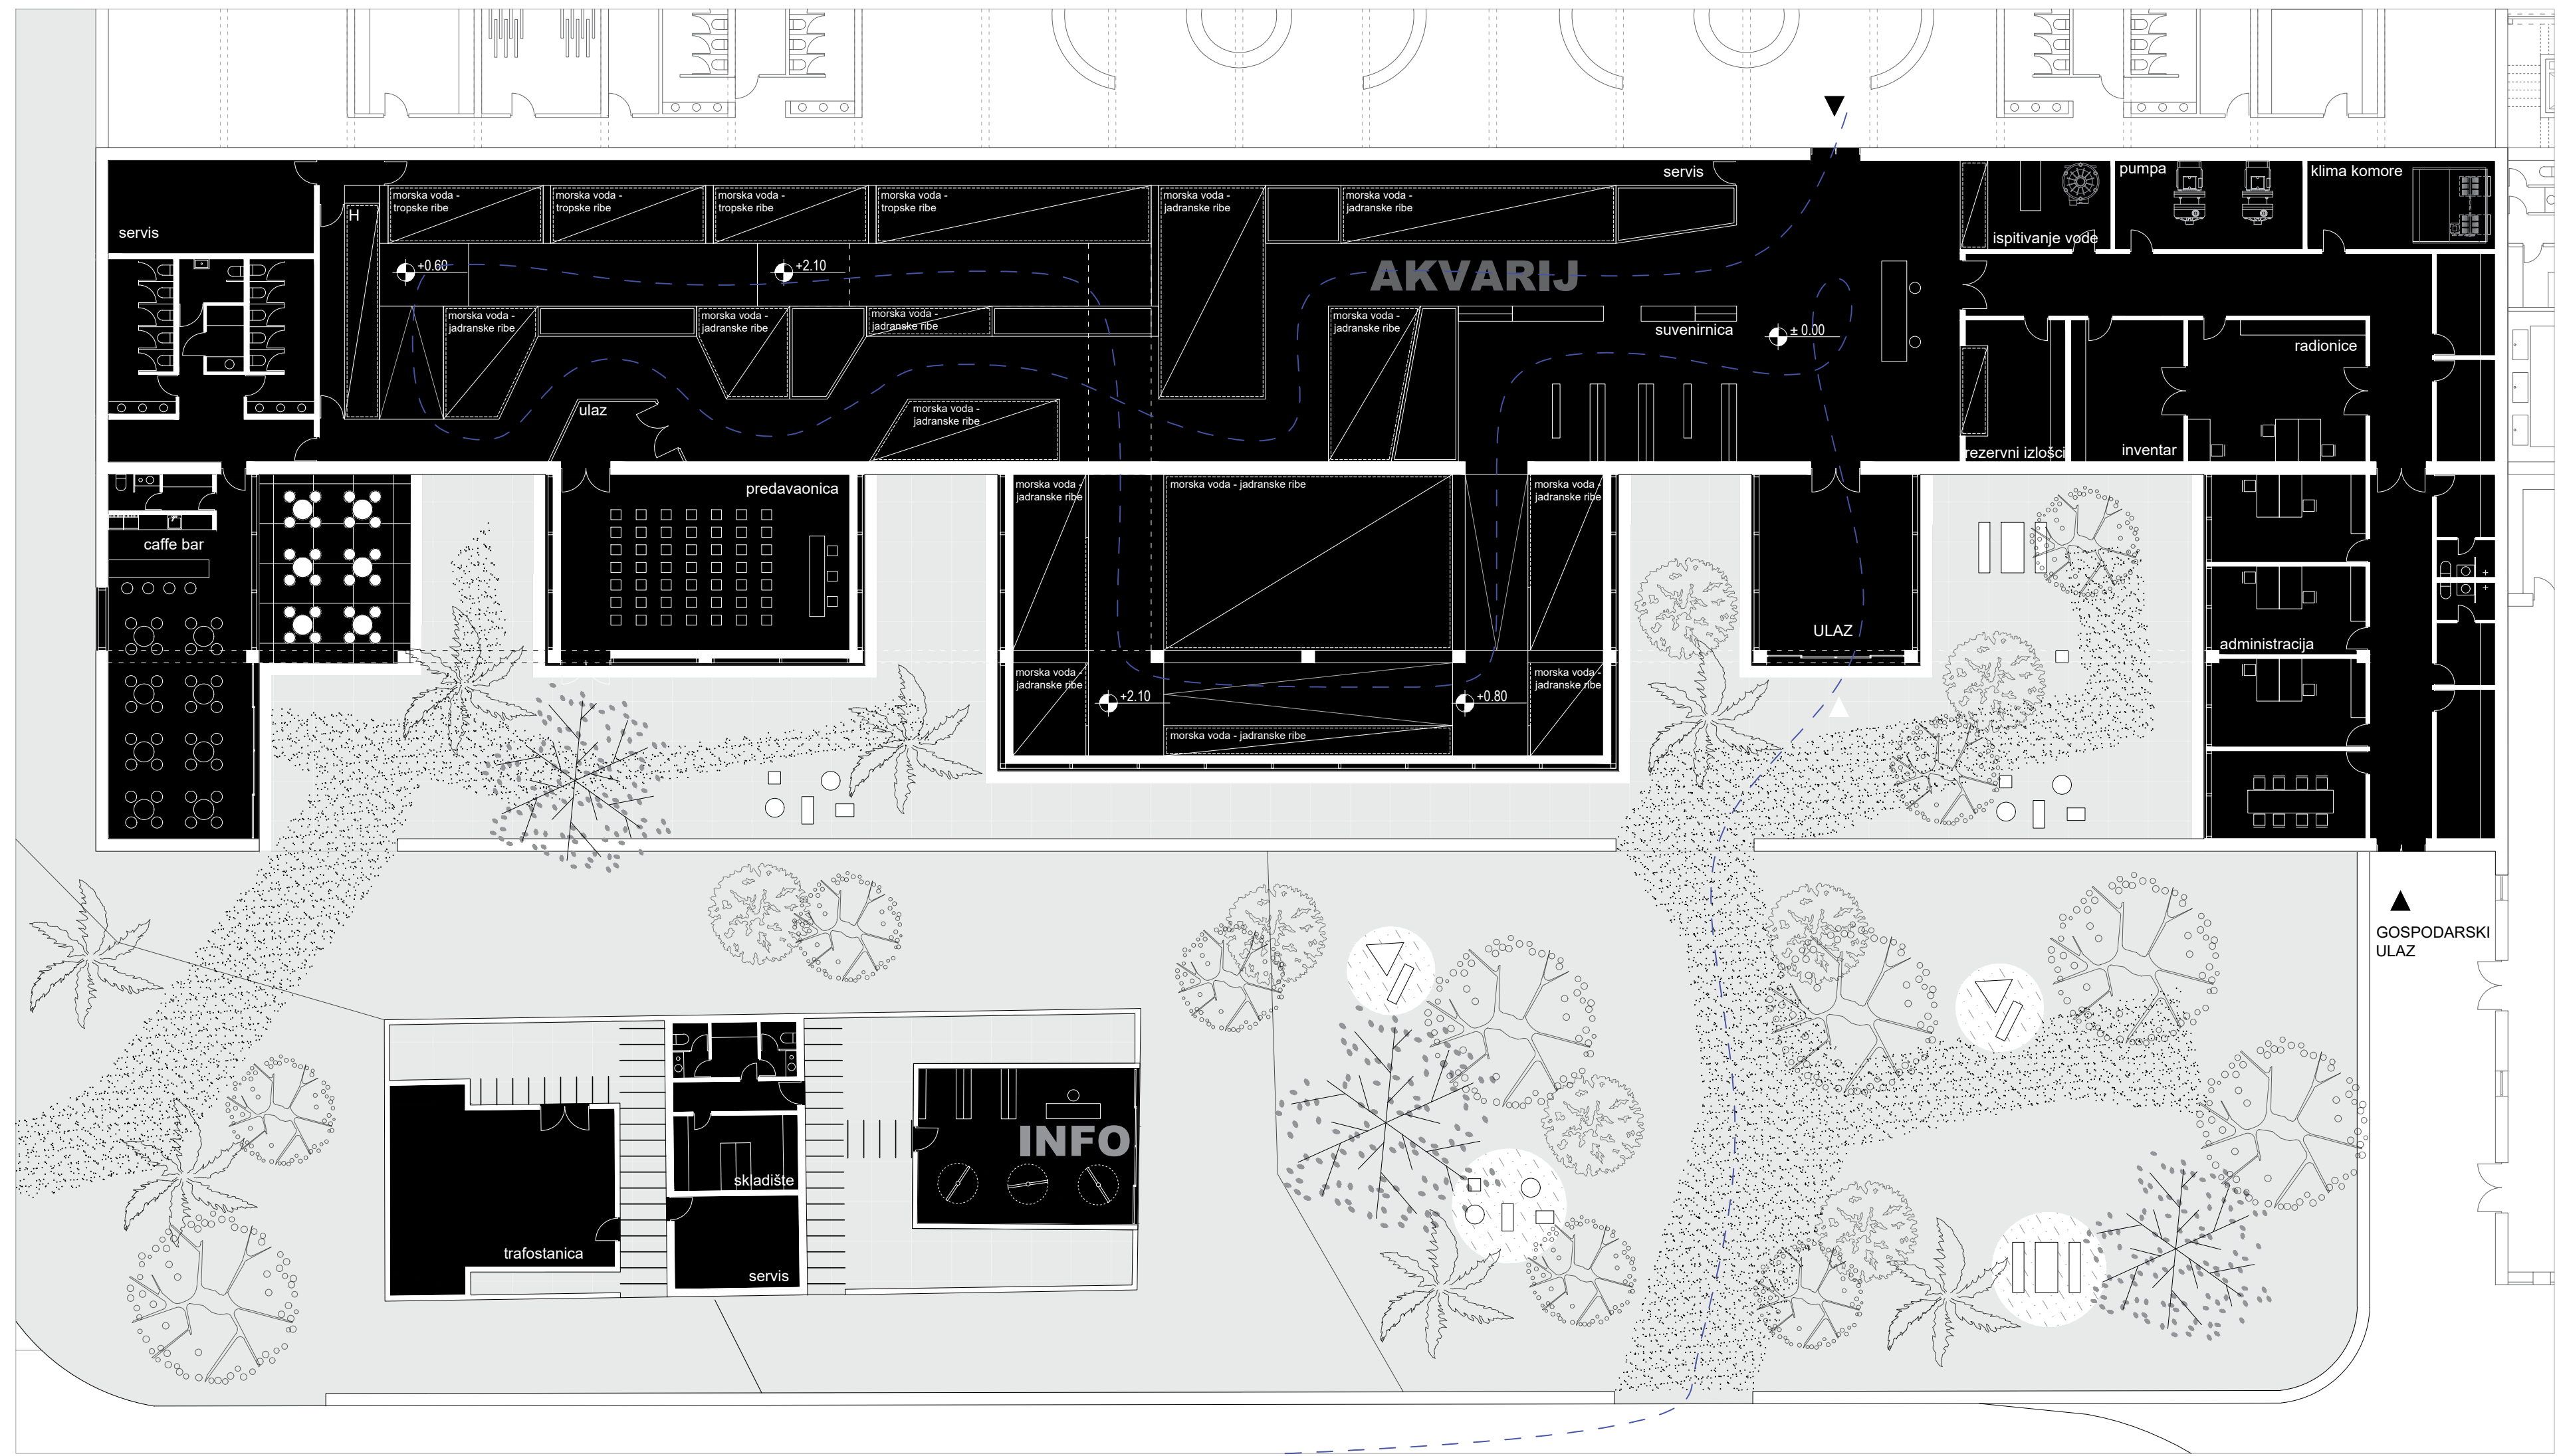 servis
pumpa
klima komore
servis
H
morska voda -
tropske ribe
morska voda -
tropske ribe
morska voda -
tropske ribe
morska voda -
tropske ribe
morska voda -
jadranske ribe
morska voda -
jadranske ribe
ispitivanje vode
+0.60
+2.10
AKVARIJ
morska voda -
jadranske ribe
morska voda -
jadranske ribe
morska voda -
jadranske ribe
morska voda -
jadranske ribe
suvenirnica
± 0.00
radionice
ulaz
morska voda -
jadranske ribe
rezervni izlošci
inventar
predavaonica
morska voda -
jadranske ribe
morska voda - jadranske ribe
morska voda -
jadranske ribe
caffe bar
ULAZ
administracija
morska voda -
jadranske ribe
morska voda -
jadranske ribe
+2.10
+0.80
morska voda - jadranske ribe
GOSPODARSKI
ULAZ
INFO
skladište
trafostanica
servis